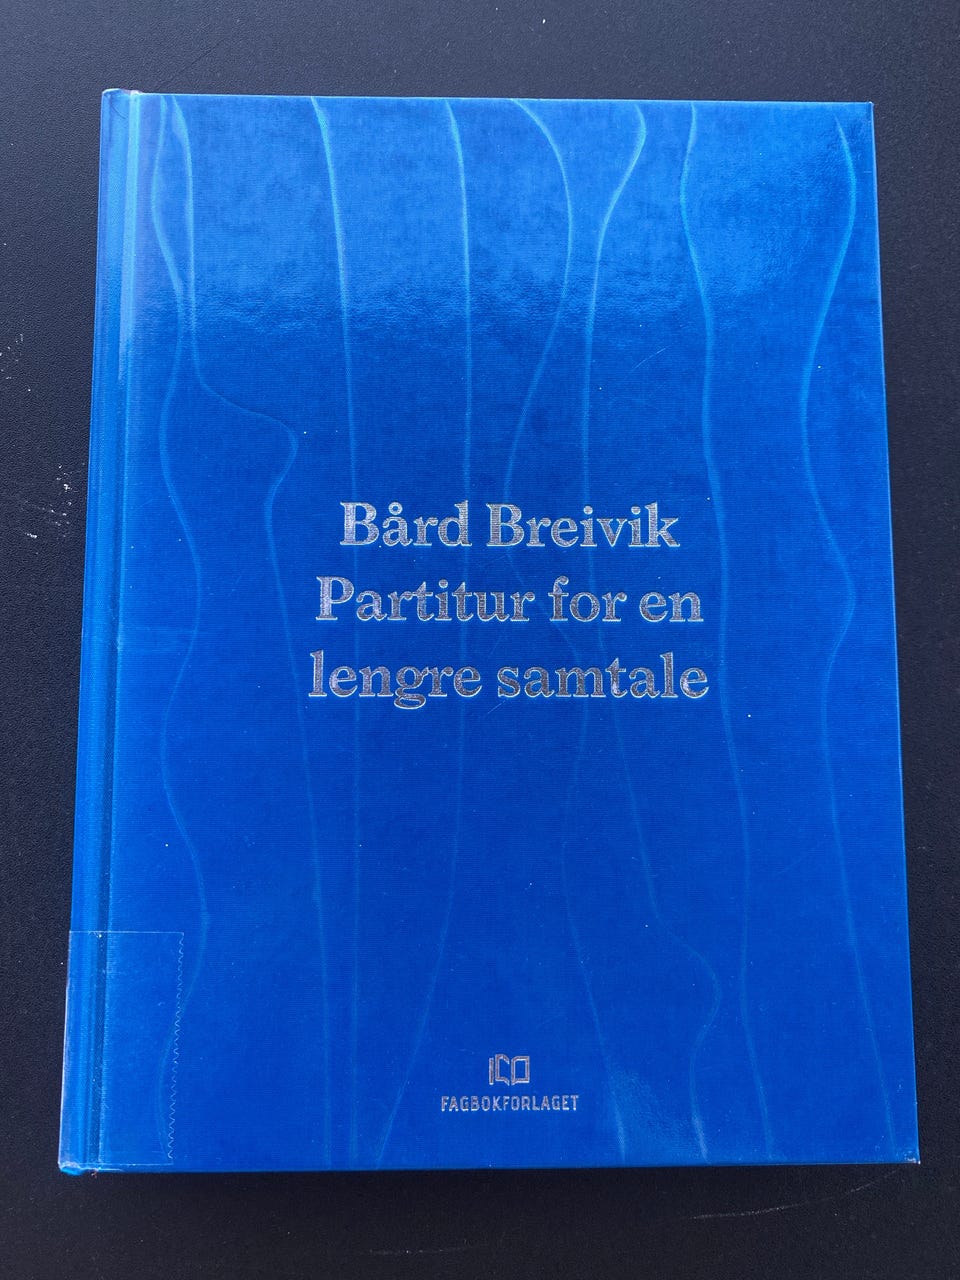 Bård Breivik
Partitur for en
lengre samtale
FAGBOKFORLAGET